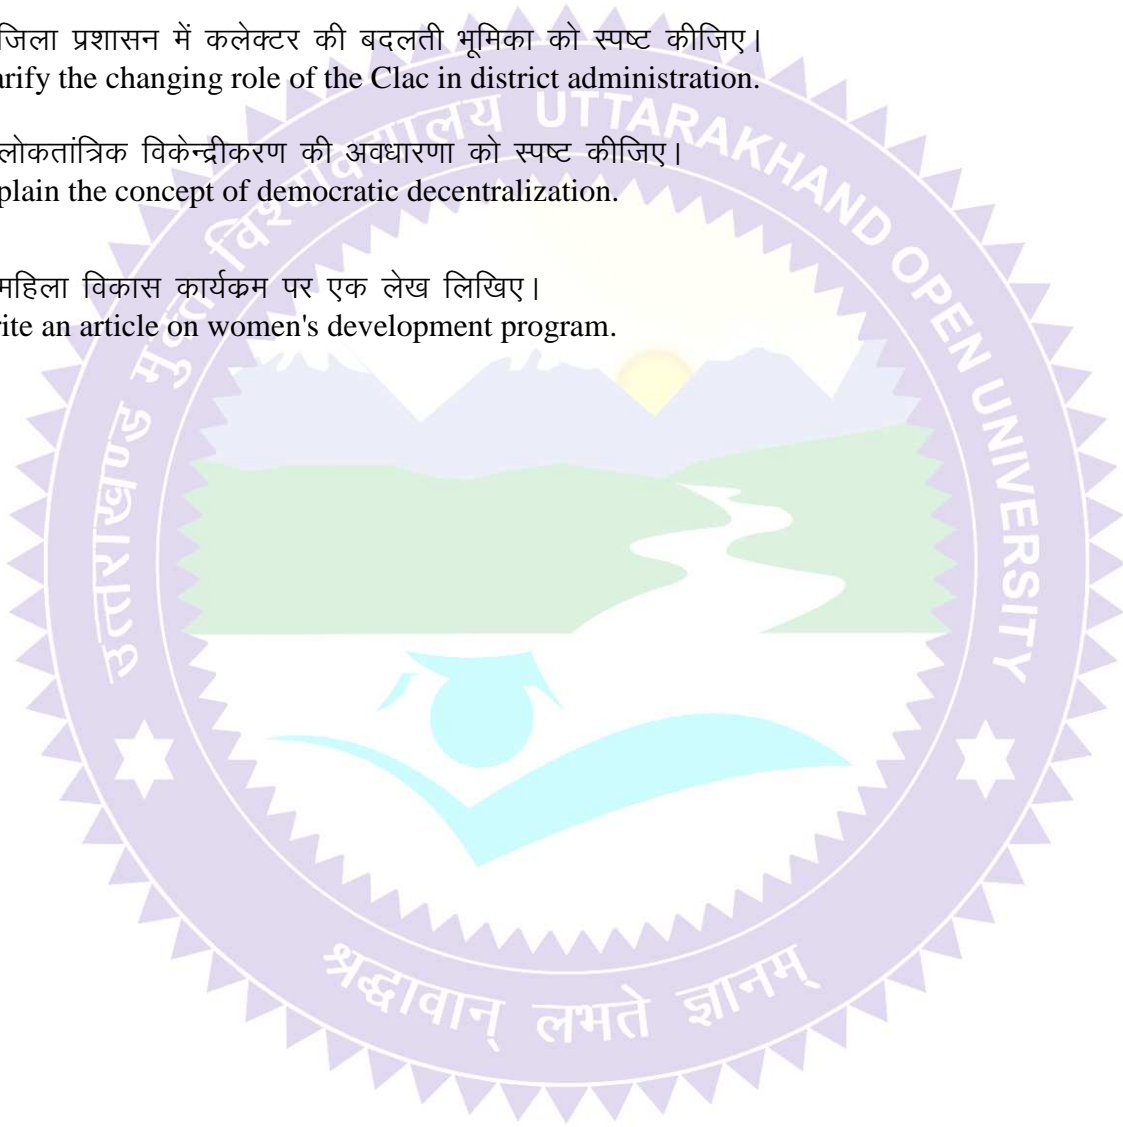 जिला प्रशासन में कलेक्टर की बदलती भूमिका को स्पष्ट कीजिए।
arify the changing role of the Clac in district administration.
लोकतांत्रिक विकेन्द्रीकरण की अवधारणा को स्पष्ट कीजिए।
plain the concept of democratic decentralization.
महिला विकास कार्यक्रम पर एक लेख लिखिए।
rite an article on women's development program.
उत्तराखण्ड मुक्त विश्वविद्यालय UTTARAKHAND OPEN UNIVERSITY
श्रद्धावान् लभते ज्ञानम्